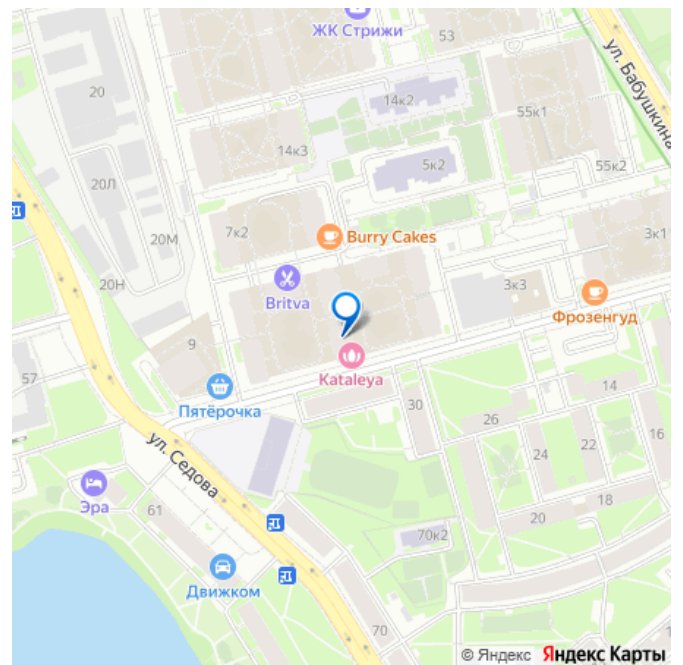 ЖК Стрижи
53
ул. Бабушкина
20
14к2
55к1
14к3
5к2
55к2
20Л
7к2
Burry Cakes
3к1
20М
Britva
3к3
20Н
Фрозенгуд
9
Kataleya
57
Пятёрочка
14
30
26
16
22
24
ул. Седова
18
Эра
61
20
70к2
Движком
70
© Яндекс Яндекс Карты